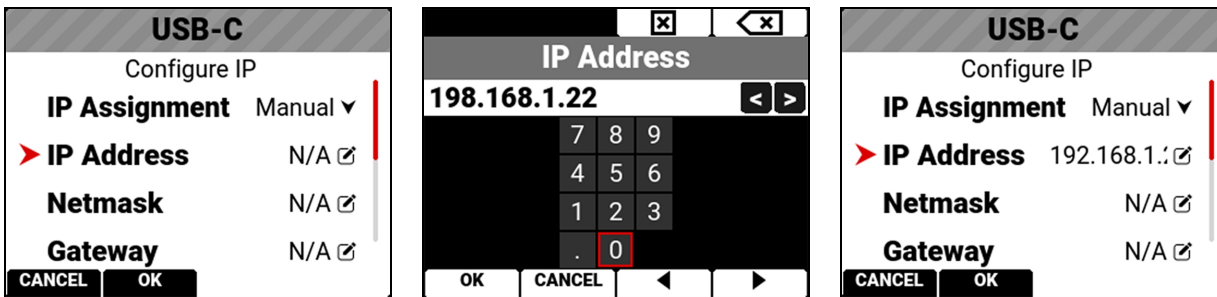 USB-C
Configure IP
IP Assignment Manual
IP Address N/A
Netmask N/A
Gateway N/A
CANCEL OK
IP Address
198.168.1.22
< >
7 8 9
4 5 6
1 2 3
. 0
OK CANCEL
USB-C
Configure IP
IP Assignment Manual
IP Address 192.168.1.
Netmask N/A
Gateway N/A
CANCEL OK